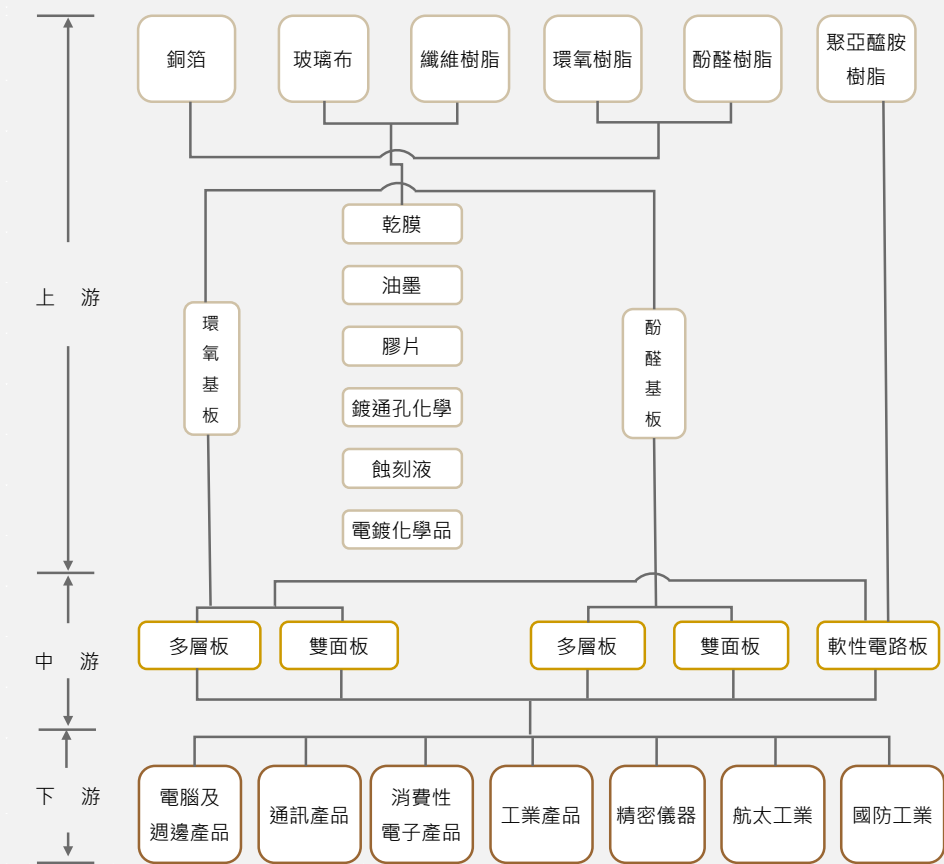 銅箔
玻璃布
纖維樹脂
環氧樹脂
酚醛樹脂
聚亞醯胺
樹脂
上 游
乾膜
油墨
膠片
鍍通孔化學
蝕刻液
電鍍化學品
環
氧
基
板
酚
醛
基
板
中 游
多層板
雙面板
多層板
雙面板
軟性電路板
下 游
電腦及
週邊產品
通訊產品
消費性
電子產品
工業產品
精密儀器
航太工業
國防工業